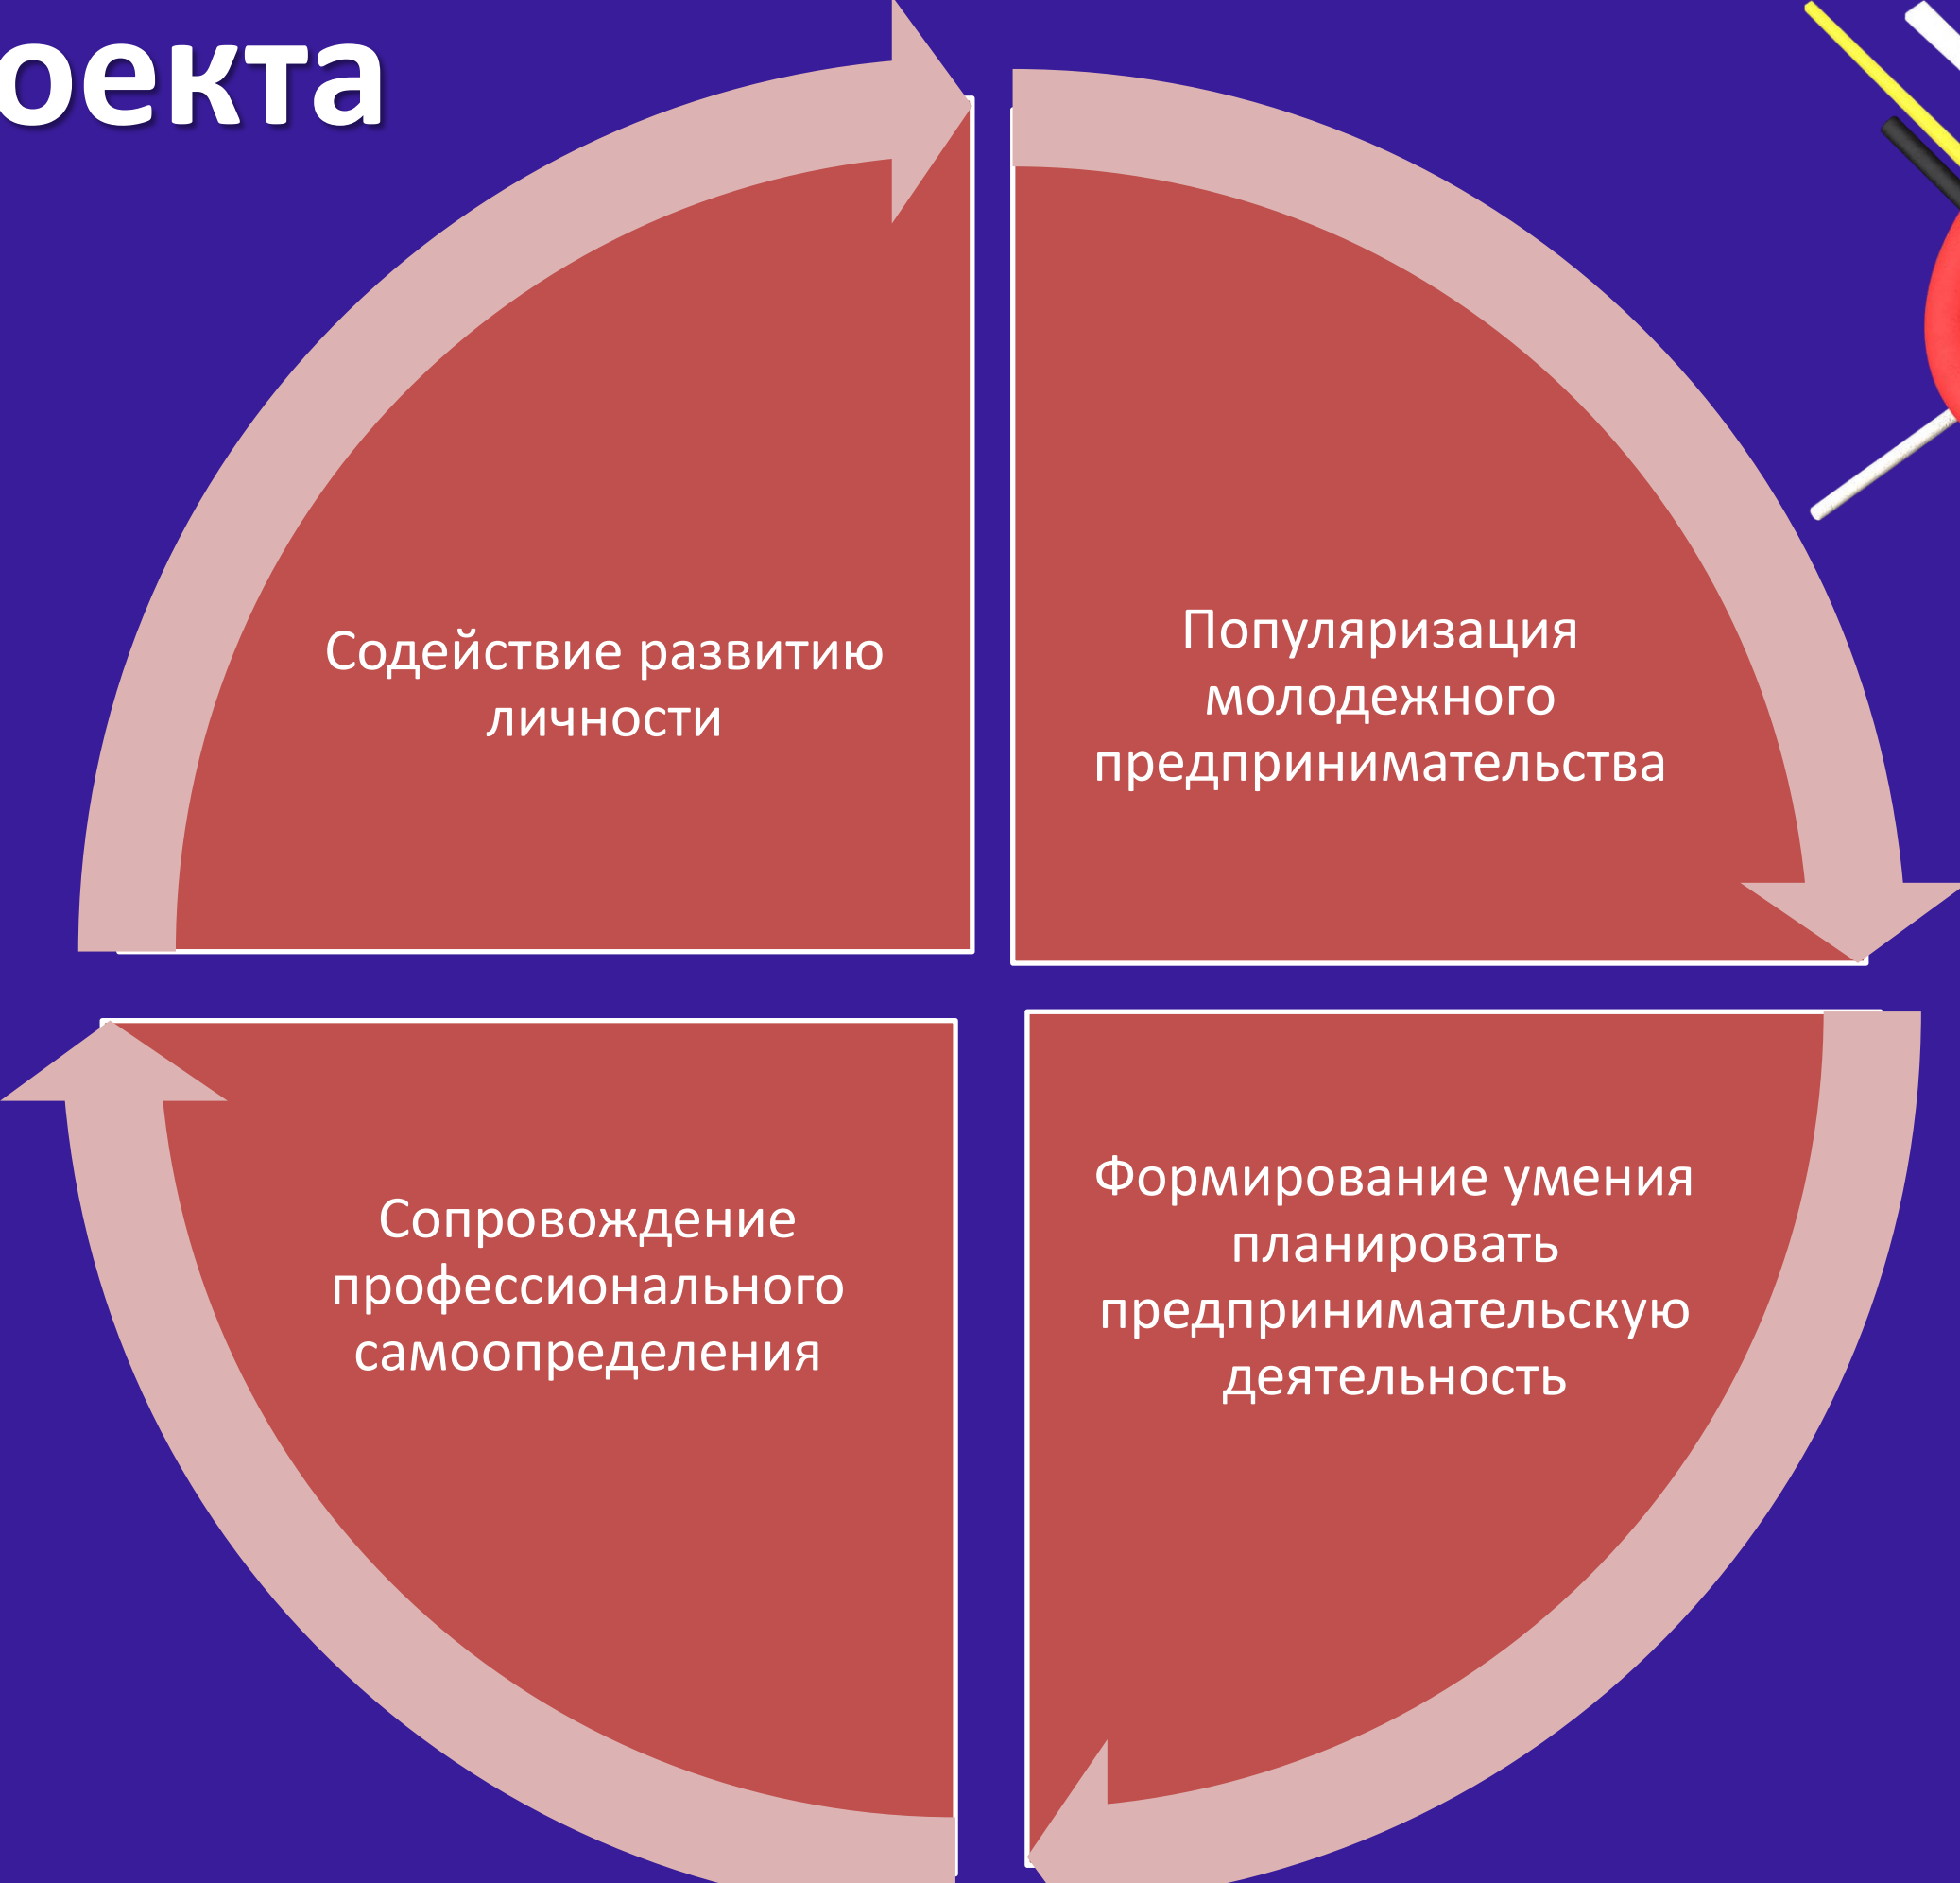 оекта
Содействие развитию
личности
Популяризация
молодежного
предпринимательства
Сопровождение
профессионального
самоопределения
Формирование умения
планировать
предпринимательскую
деятельность